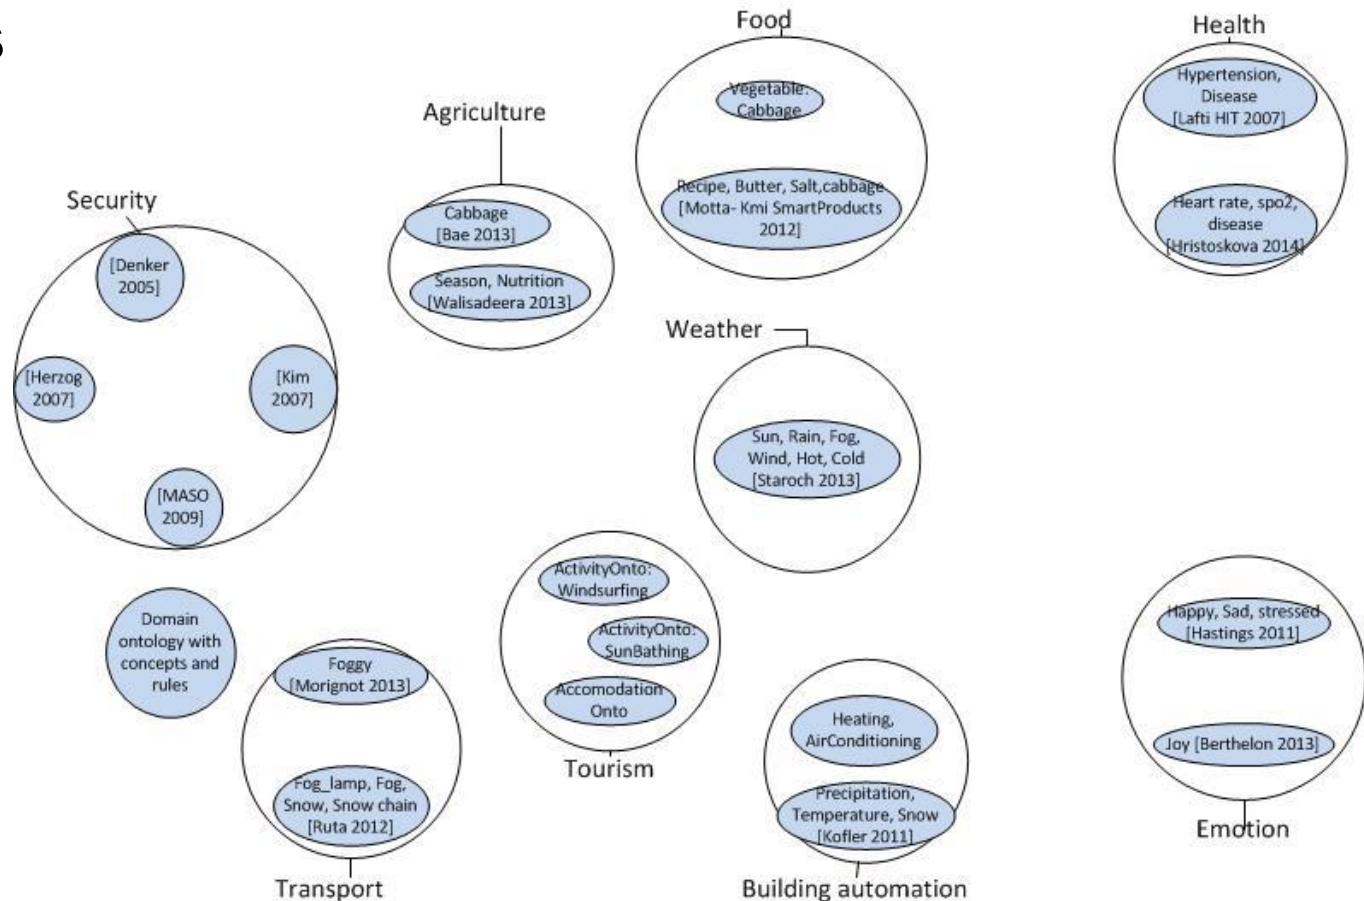 Food
Vegetable:
Cabbage
Recipe, Butter, Salt,cabbage
[Motta- Kmi SmartProducts
2012]
Health
Hypertension,
Disease
[Lafti HIT 2007]
Heart rate, spo2,
disease
[Hristoskova 2014]
Agriculture
Cabbage
[Bae 2013]
Season, Nutrition
[Walisadeera 2013]
Security
[Denker
2005]
[Herzog
2007]
[Kim
2007]
[MASO
2009]
Weather
Sun, Rain, Fog,
Wind, Hot, Cold
[Staroch 2013]
Domain
ontology with
concepts and
rules
Foggy
[Morignot 2013]
Fog_lamp, Fog,
Snow, Snow chain
[Ruta 2012]
Transport
ActivityOnto:
Windsurfing
ActivityOnto:
SunBathing
Accomodation
Onto
Tourism
Heating,
AirConditioning
Precipitation,
Temperature, Snow
[Kofler 2011]
Building automation
Happy, Sad, stressed
[Hastings 2011]
Joy [Berthelon 2013]
Emotion